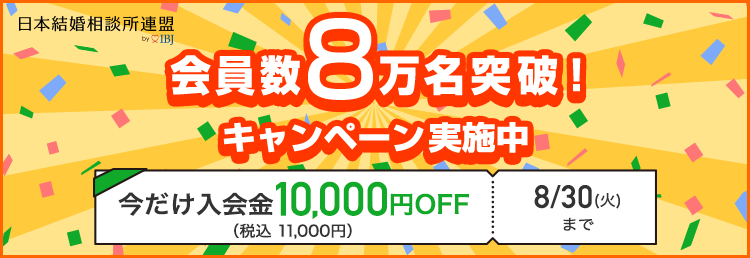 日本結婚相談所連盟
by IBJ
会員数8万名突破!
キャンペーン実施中
今だけ入会金10,000円OFF
(税込 11,000円)
8/30(火)
まで